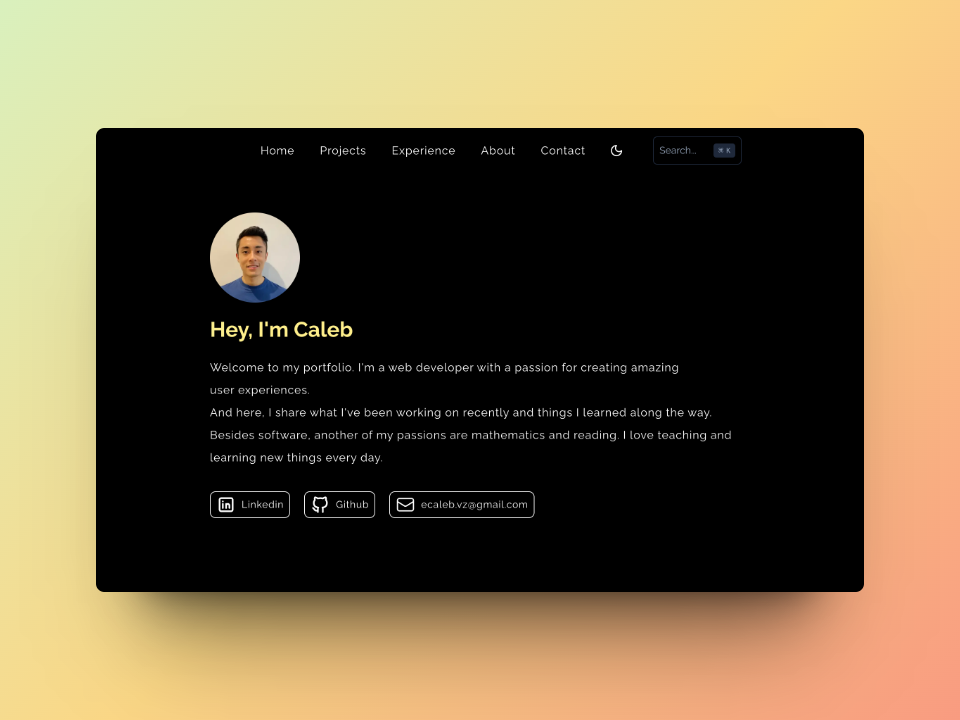 Home Projects Experience About Contact Search... ⌘ K
Hey, I'm Caleb
Welcome to my portfolio. I'm a web developer with a passion for creating amazing
user experiences.
And here, I share what I've been working on recently and things I learned along the way.
Besides software, another of my passions are mathematics and reading. I love teaching and
learning new things every day.
Linkedin Github ecaleb.vz@gmail.com